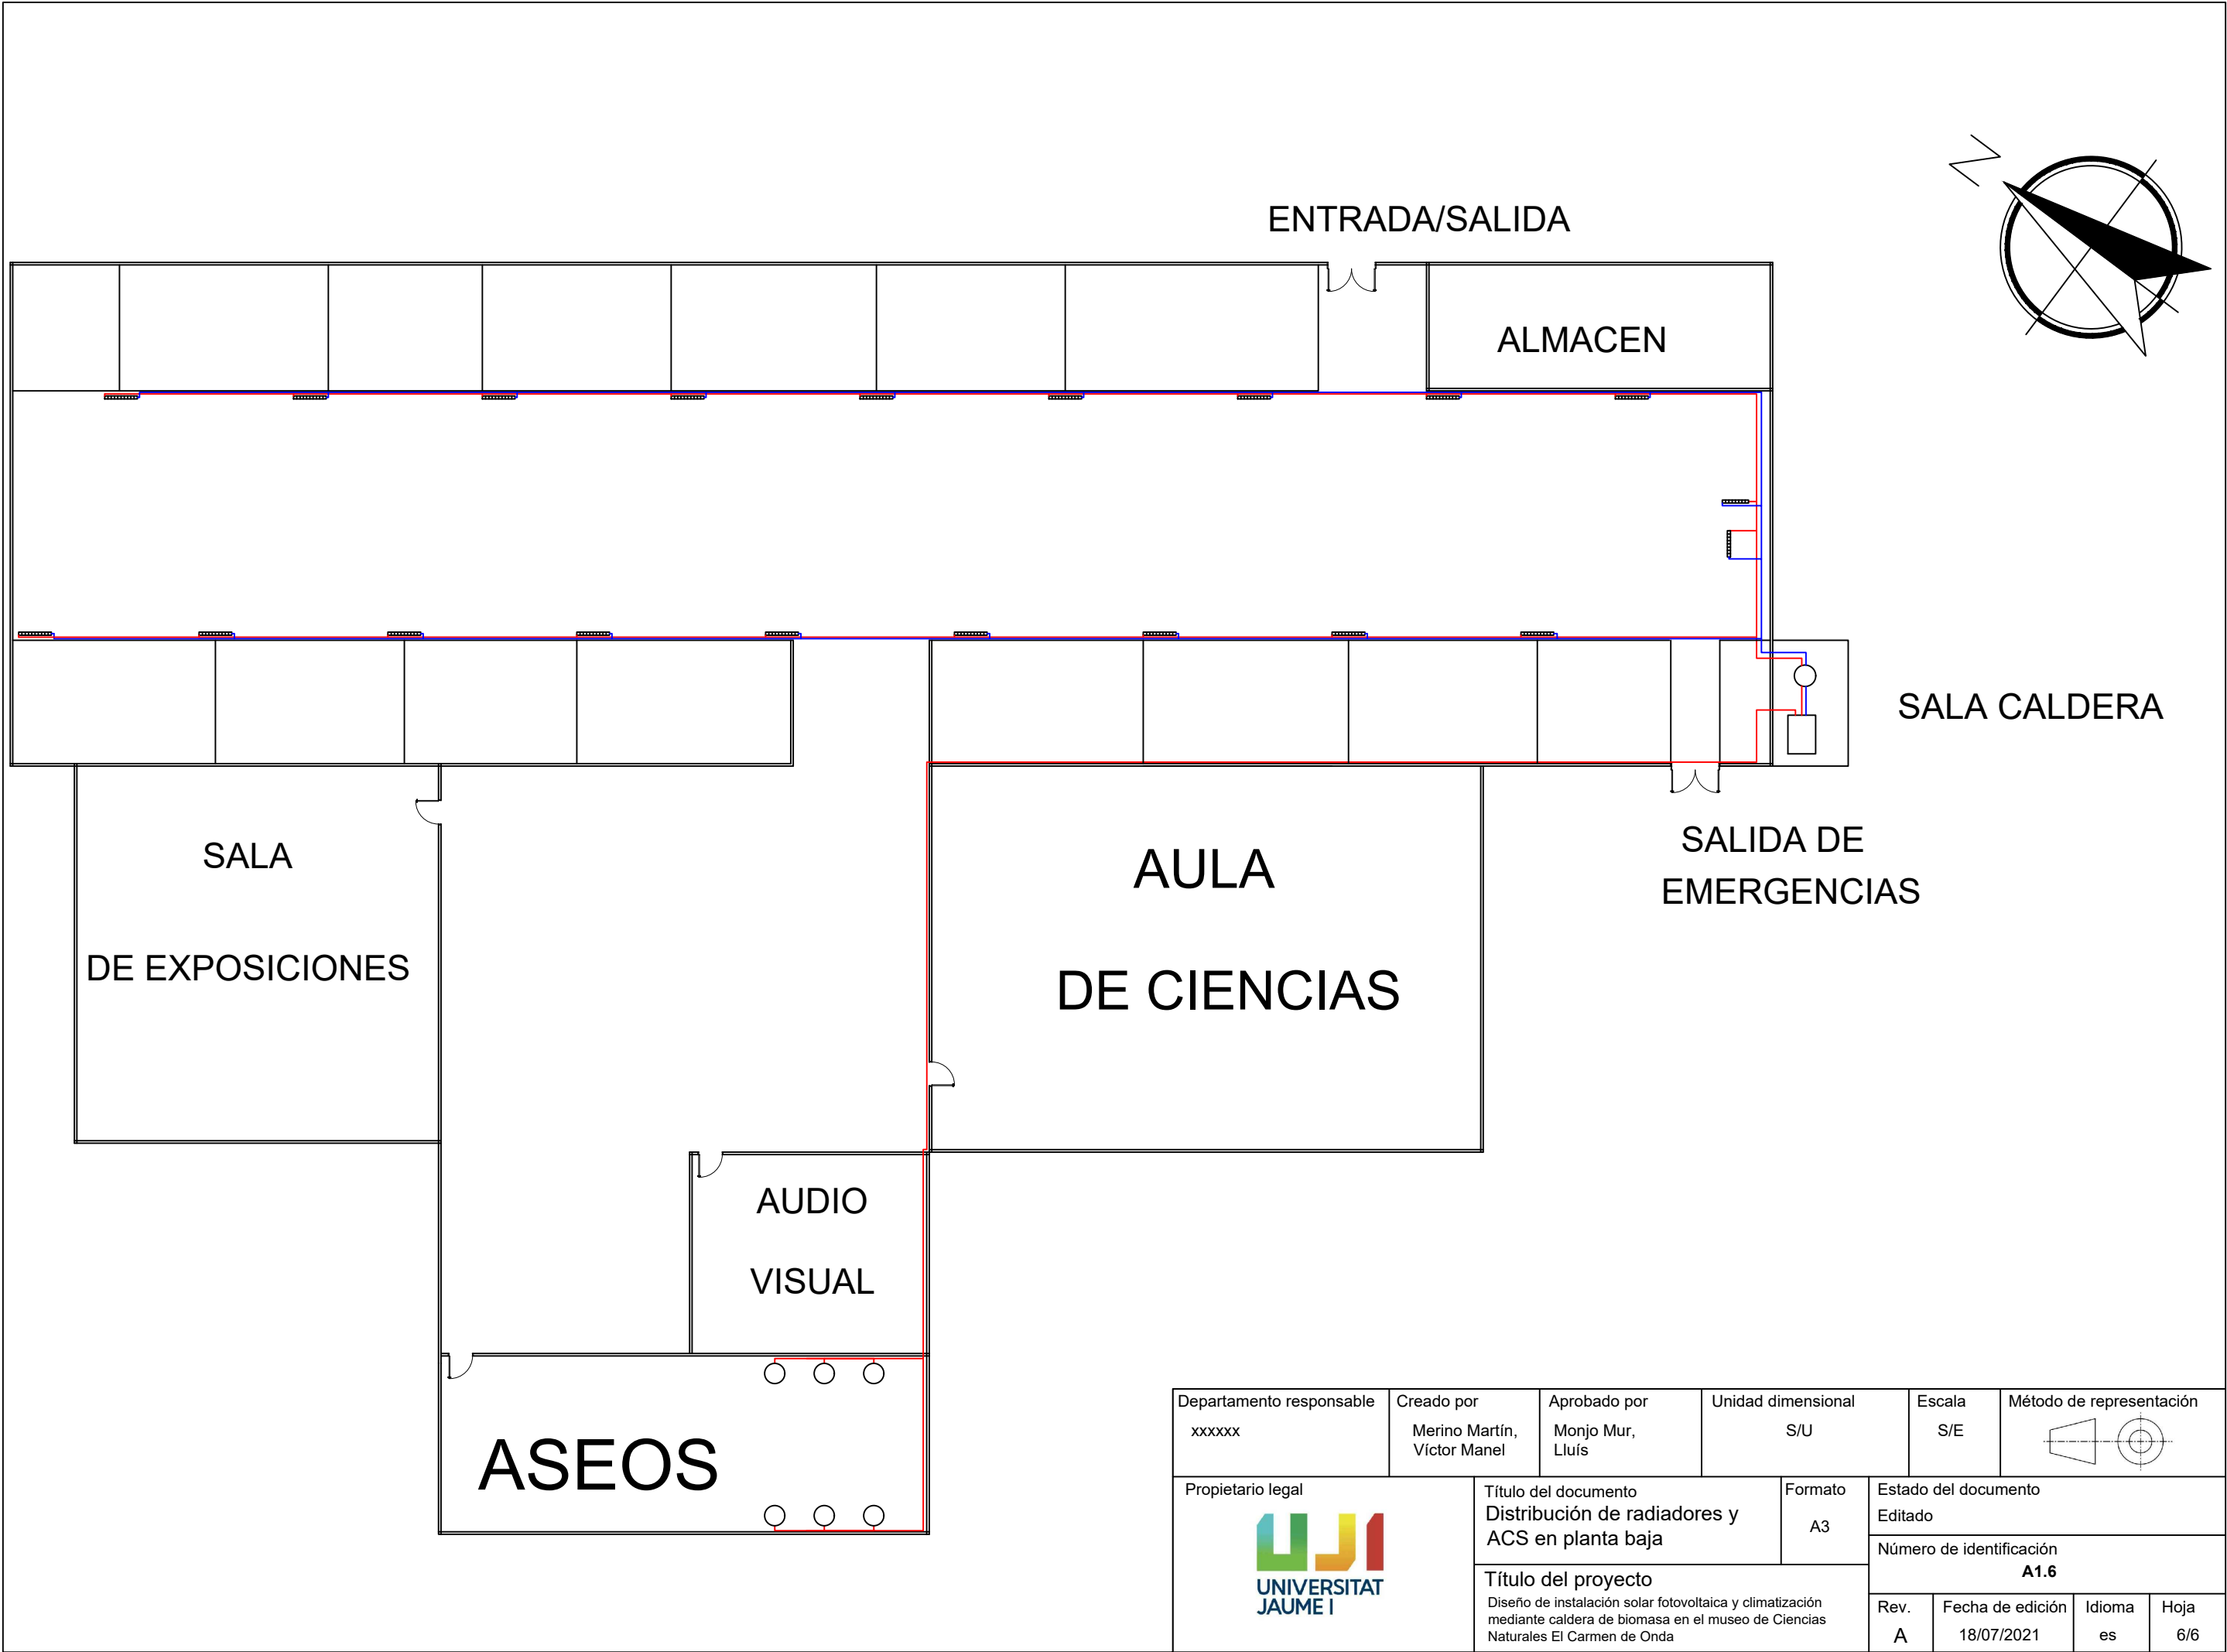 N
ENTRADA/SALIDA
ALMACEN
SALA CALDERA
SALA
DE EXPOSICIONES
AULA
DE CIENCIAS
SALIDA DE
EMERGENCIAS
AUDIO
VISUAL
ASEOS
Departamento responsable
xxxxxx
Creado por
Merino Martín,
Víctor Manel
Aprobado por
Monjo Mur,
Lluís
Unidad dimensional
S/U
Escala
S/E
Método de representación
Propietario legal
UJI
UNIVERSITAT
JAUME I
Título del documento
Distribución de radiadores y
ACS en planta baja
Formato
A3
Estado del documento
Editado
Número de identificación
A1.6
Título del proyecto
Diseño de instalación solar fotovoltaica y climatización
mediante caldera de biomasa en el museo de Ciencias
Naturales El Carmen de Onda
Rev.
A
Fecha de edición
18/07/2021
Idioma
es
Hoja
6/6